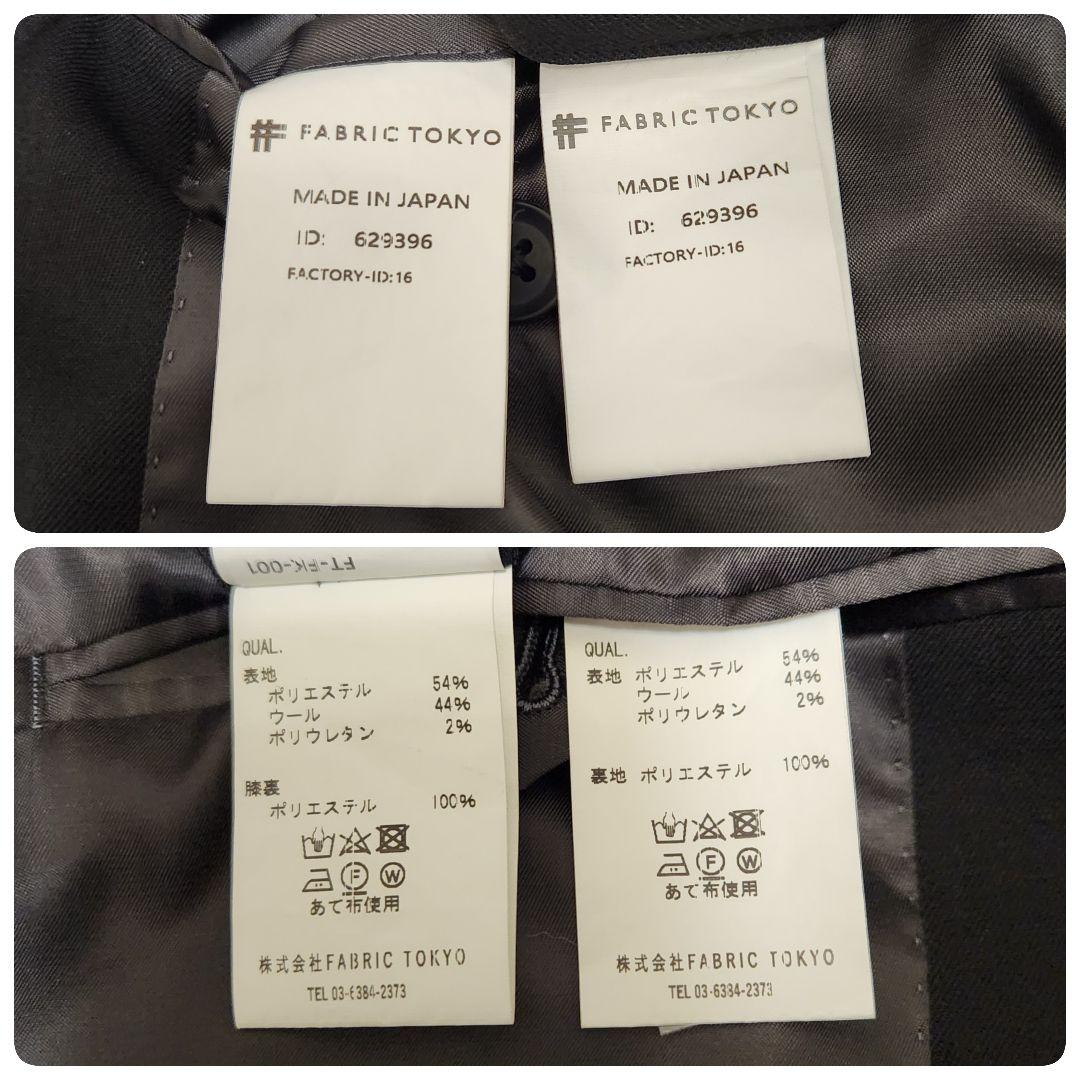 FABRIC TOKYO
MADE IN JAPAN
ID: 629396
FACTORY-ID:16
FABRIC TOKYO
MADE IN JAPAN
ID: 629396
FACTORY-ID:16
FT-FK-001
QUAL.
表地
ポリエステル 54%
ウール 44%
ポリウレタン 2%
膝裏
ポリエステル 100%
F W
あて布使用
株式会社FABRIC TOKYO
TEL 03-6384-2373
QUAL.
表地 ポリエステル 54%
ウール 44%
ポリウレタン 2%
裏地 ポリエステル 100%
F W
あて布使用
株式会社FABRIC TOKYO
TEL 03-6384-2373